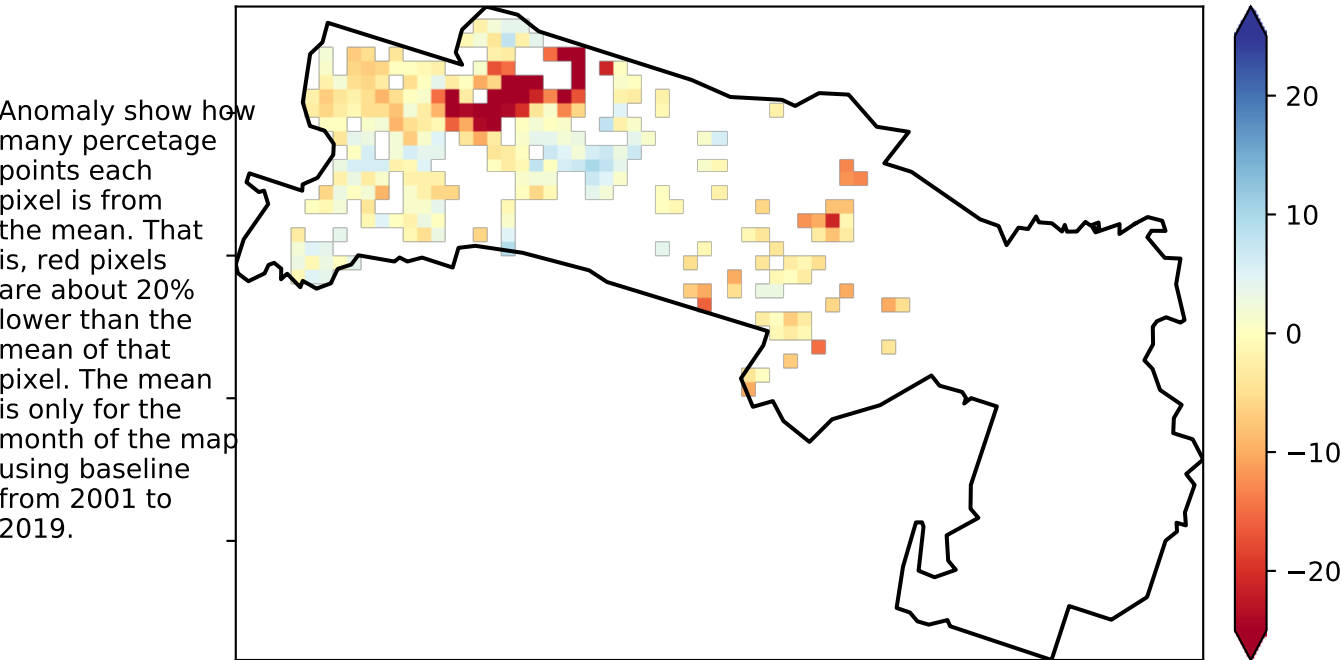 Anomaly show how
many percetage
points each
pixel is from
the mean. That
is, red pixels
are about 20%
lower than the
mean of that
pixel. The mean
is only for the
month of the map
using baseline
from 2001 to
2019.
20
10
0
−10
−20